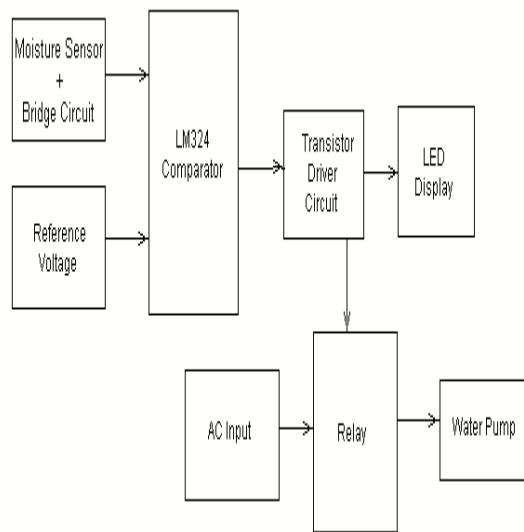 Moisture Sensor
+
Bridge Circuit
LM324
Comparator
Transistor
Driver
Circuit
LED
Display
Reference
Voltage
AC Input
Relay
Water Pump